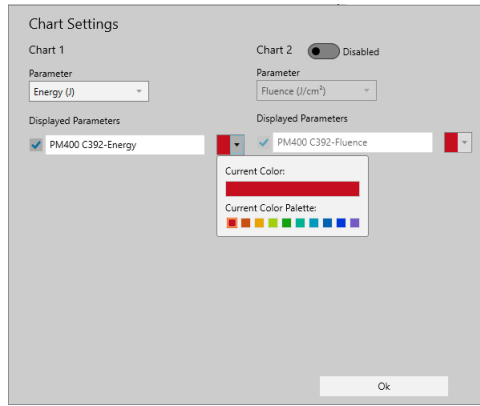 Chart Settings
Chart 1
Chart 2
Disabled
Parameter
Parameter
Energy (J)
Fluence (J/cm²)
Displayed Parameters
Displayed Parameters
PM400 C392-Energy
PM400 C392-Fluence
Current Color:
Current Color Palette:
Ok